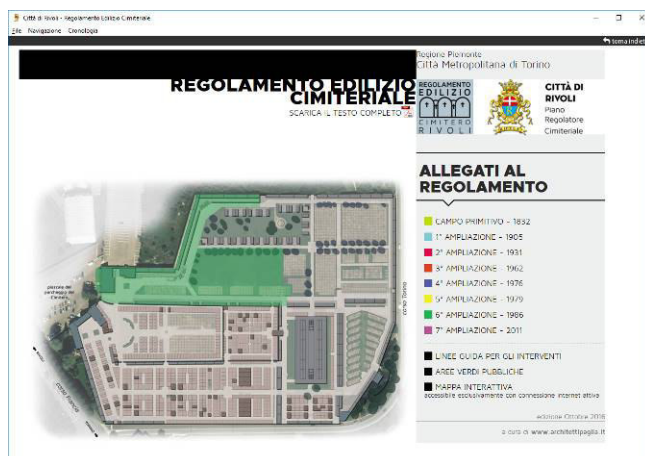 Città di Rivoli - Regolamento Edilizio Cimiteriale
File Navigazione Cronologia
torna indietro
REGOLAMENTO EDILIZIO
CIMITERIALE
SCARICA IL TESTO COMPLETO
Regione Piemonte
Città Metropolitana di Torino
REGOLAMENTO
EDILIZIO
CIMITERO
RIVOLI
CITTÀ DI
RIVOLI
Piano
Regolatore
Cimiteriale
ALLEGATI AL
REGOLAMENTO
CAMPO PRIMITIVO - 1832
1° AMPLIAZIONE - 1905
2° AMPLIAZIONE - 1931
3° AMPLIAZIONE - 1962
4° AMPLIAZIONE - 1976
5° AMPLIAZIONE - 1979
6° AMPLIAZIONE - 1986
7° AMPLIAZIONE - 2011
LINEE GUIDA PER GLI INTERVENTI
AREE VERDI PUBBLICHE
MAPPA INTERATTIVA
accessibile esclusivamente con connessione internet attiva
edizione Ottobre 2016
a cura di www.architettipaglia.it
corso Francia
corso Torino